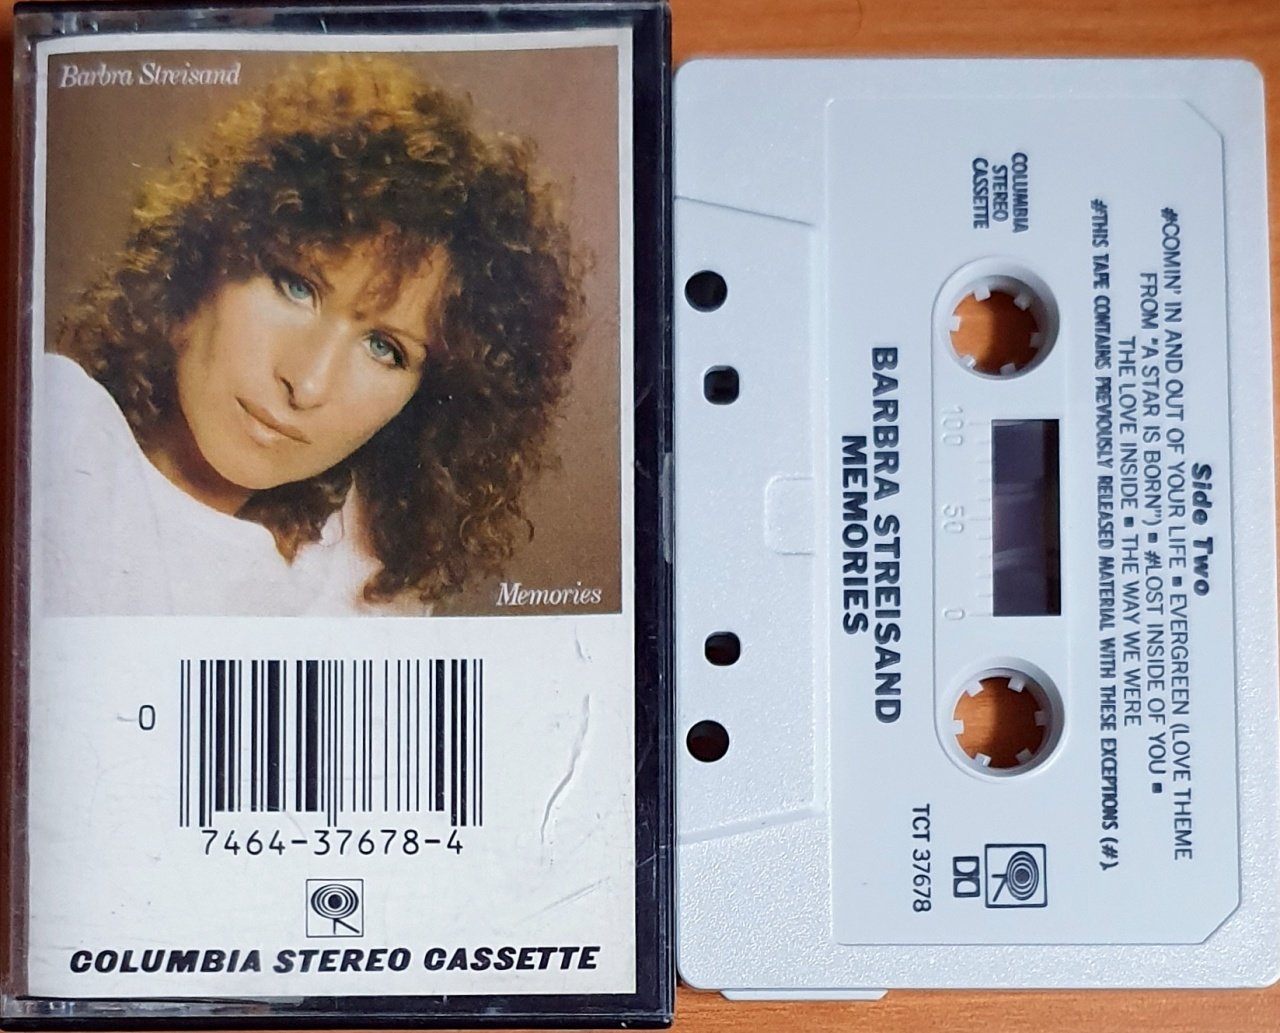 Barbra Streisand
Memories
0
7464-37678-4
COLUMBIA STEREO CASSETTE
Side Two
#COMIN' IN AND OUT OF YOUR LIFE ■ EVERGREEN (LOVE THEME
FROM "A STAR IS BORN") ■ #LOST INSIDE OF YOU ■
THE LOVE INSIDE ■ THE WAY WE WERE
#THIS TAPE CONTAINS PREVIOUSLY RELEASED MATERIAL WITH THESE EXCEPTIONS (#).
COLUMBIA
STEREO
CASSETTE
100 50 0
BARBRA STREISAND
MEMORIES
TCT 37678